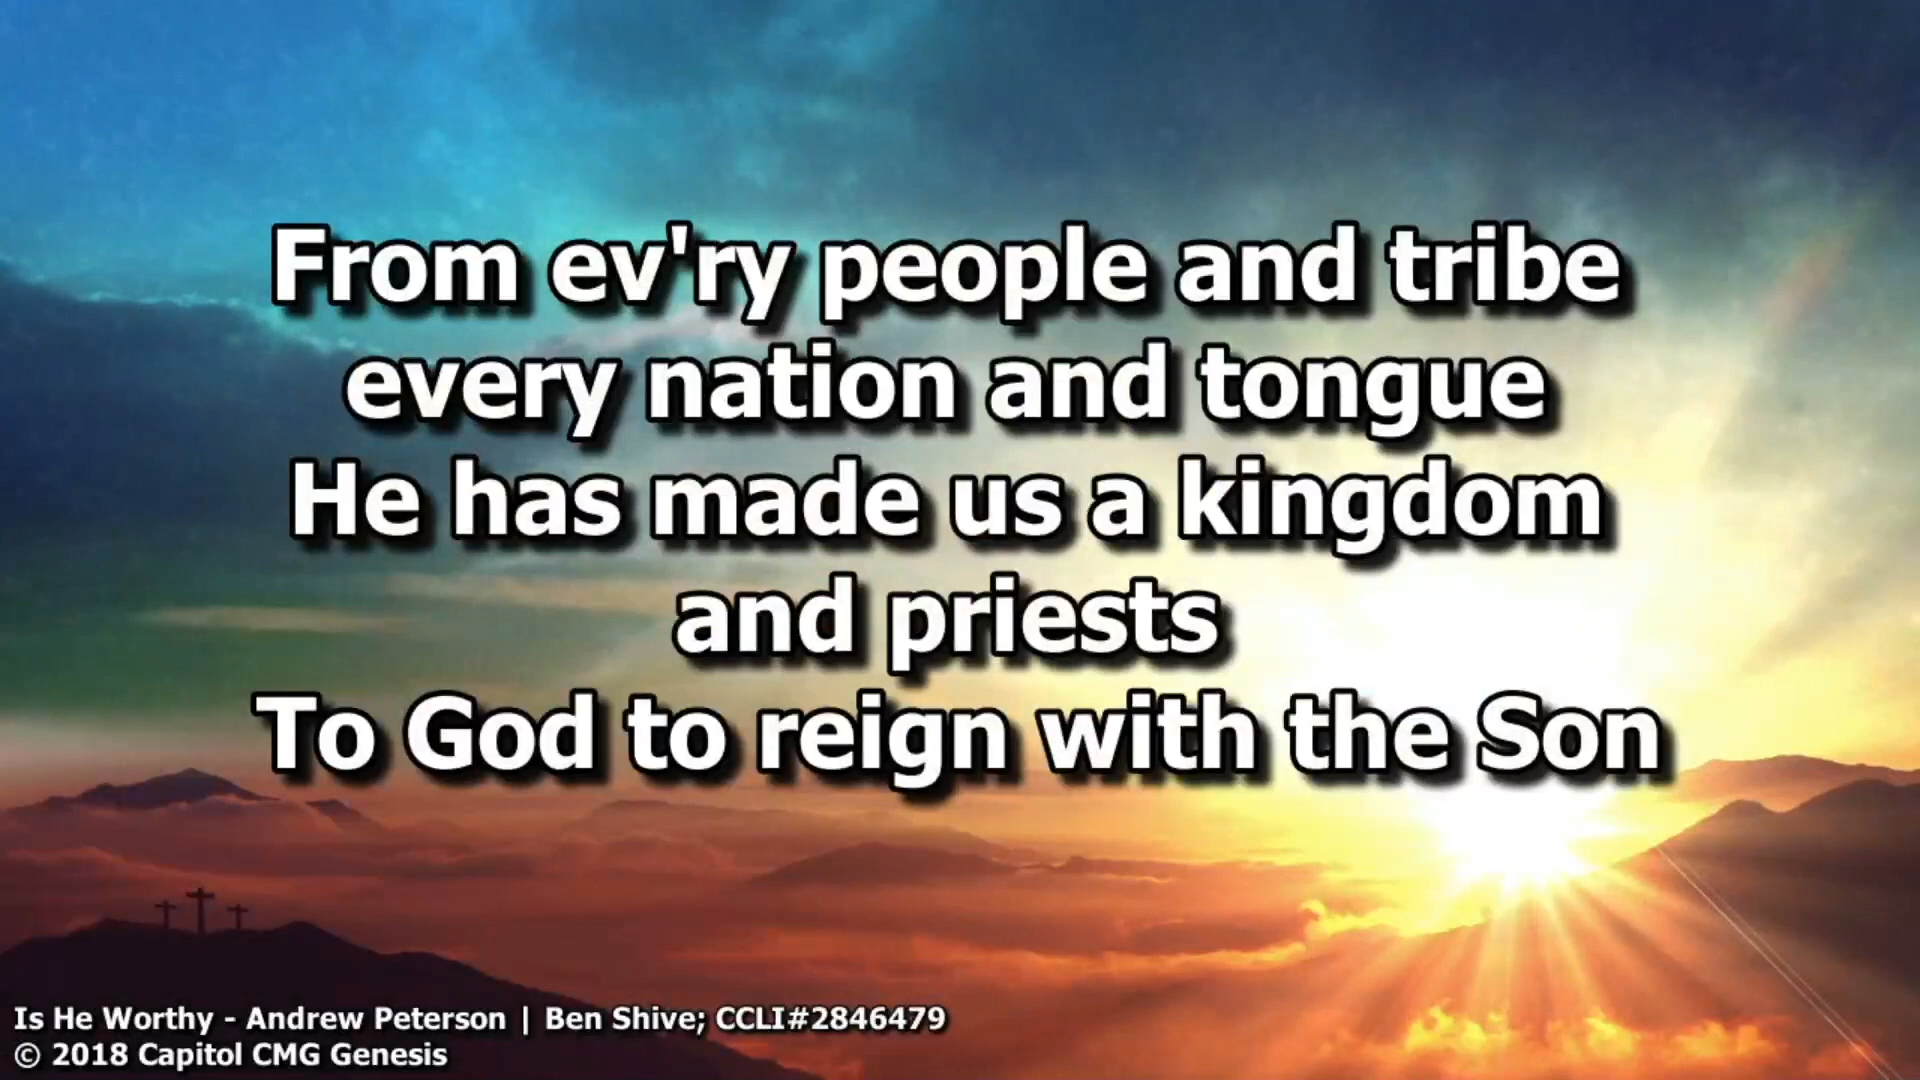 From ev'ry people and tribe
every nation and tongue
He has made us a kingdom
and priests
To God to reign with the Son
Is He Worthy - Andrew Peterson | Ben Shive; CCLI#2846479
© 2018 Capitol CMG Genesis